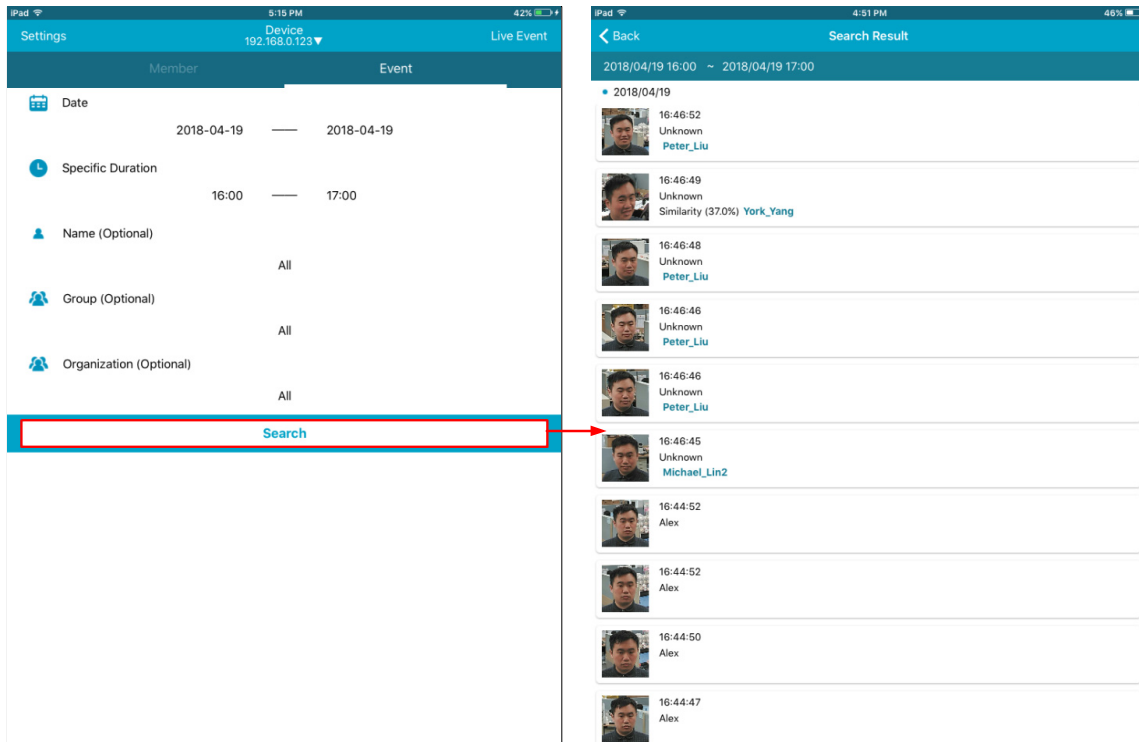 iPad 5:15 PM 42%
Settings Device Live Event
192.168.0.123▼
Member Event
Date
2018-04-19 —— 2018-04-19
Specific Duration
16:00 —— 17:00
Name (Optional)
All
Group (Optional)
All
Organization (Optional)
All
Search
iPad 4:51 PM 46%
Back Search Result
2018/04/19 16:00 ~ 2018/04/19 17:00
2018/04/19
16:46:52
Unknown
Peter_Liu
16:46:49
Unknown
Similarity (37.0%) York_Yang
16:46:48
Unknown
Peter_Liu
16:46:46
Unknown
Peter_Liu
16:46:46
Unknown
Peter_Liu
16:46:45
Unknown
Michael_Lin2
16:44:52
Alex
16:44:52
Alex
16:44:50
Alex
16:44:47
Alex